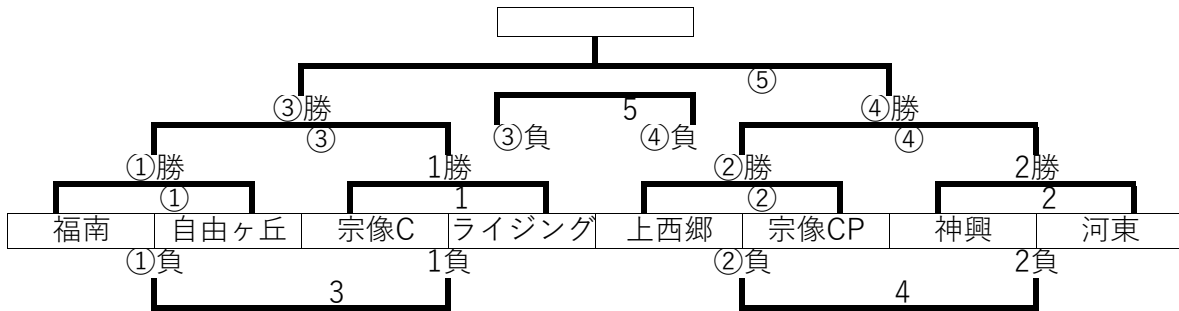 ⑤
③勝 5 ④勝
③ ③負 ④負 ④
①勝 1勝 ②勝 2勝
① 1 ② 2
福南 自由ヶ丘 宗像C ライジング 上西郷 宗像CP 神興 河東
①負 1負 ②負 2負
3 4